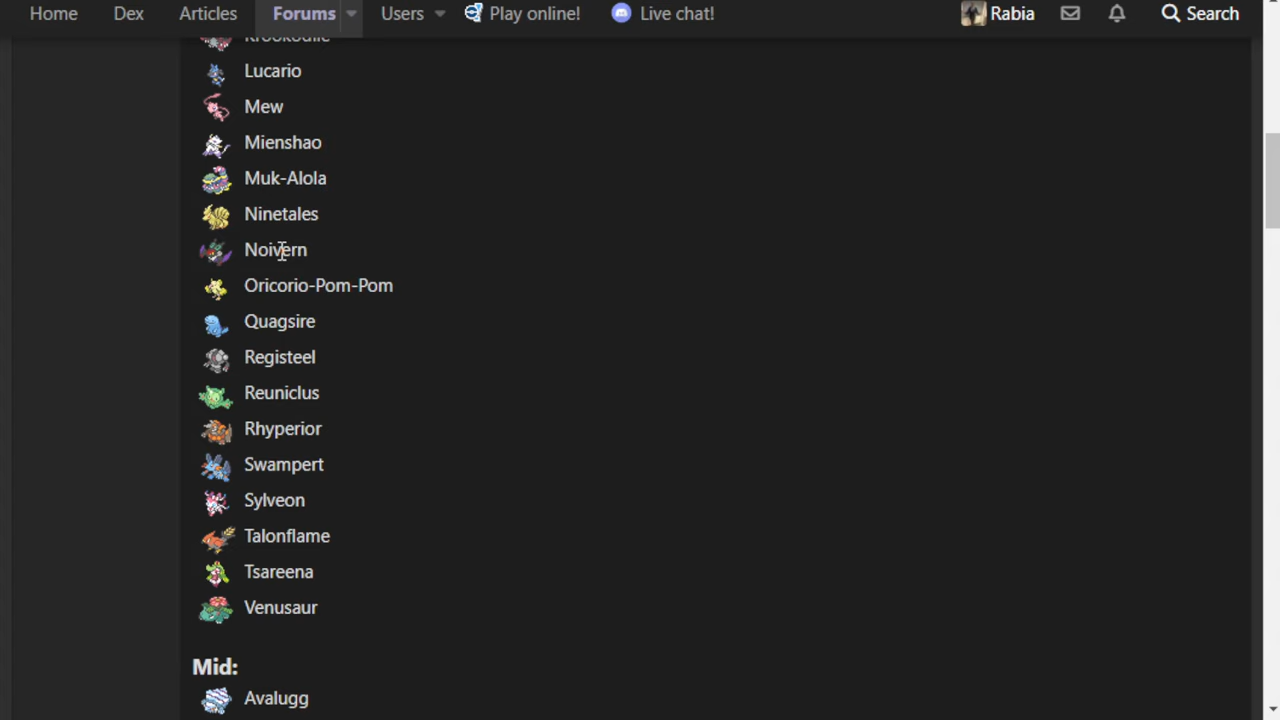 Home Dex Articles Forums Users Play online! Live chat! Rabia Search
Krookodile
Lucario
Mew
Mienshao
Muk-Alola
Ninetales
Noivern
Oricorio-Pom-Pom
Quagsire
Registeel
Reuniclus
Rhyperior
Swampert
Sylveon
Talonflame
Tsareena
Venusaur
Mid:
Avalugg